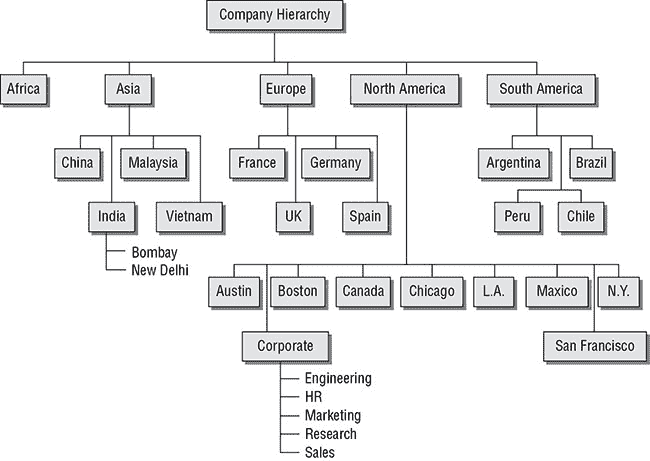 Company Hierarchy
Africa
Asia
Europe
North America
South America
China
Malaysia
France
Germany
Argentina
Brazil
India
Vietnam
UK
Spain
Peru
Chile
Bombay
New Delhi
Austin
Boston
Canada
Chicago
L.A.
Maxico
N.Y.
Corporate
San Francisco
Engineering
HR
Marketing
Research
Sales